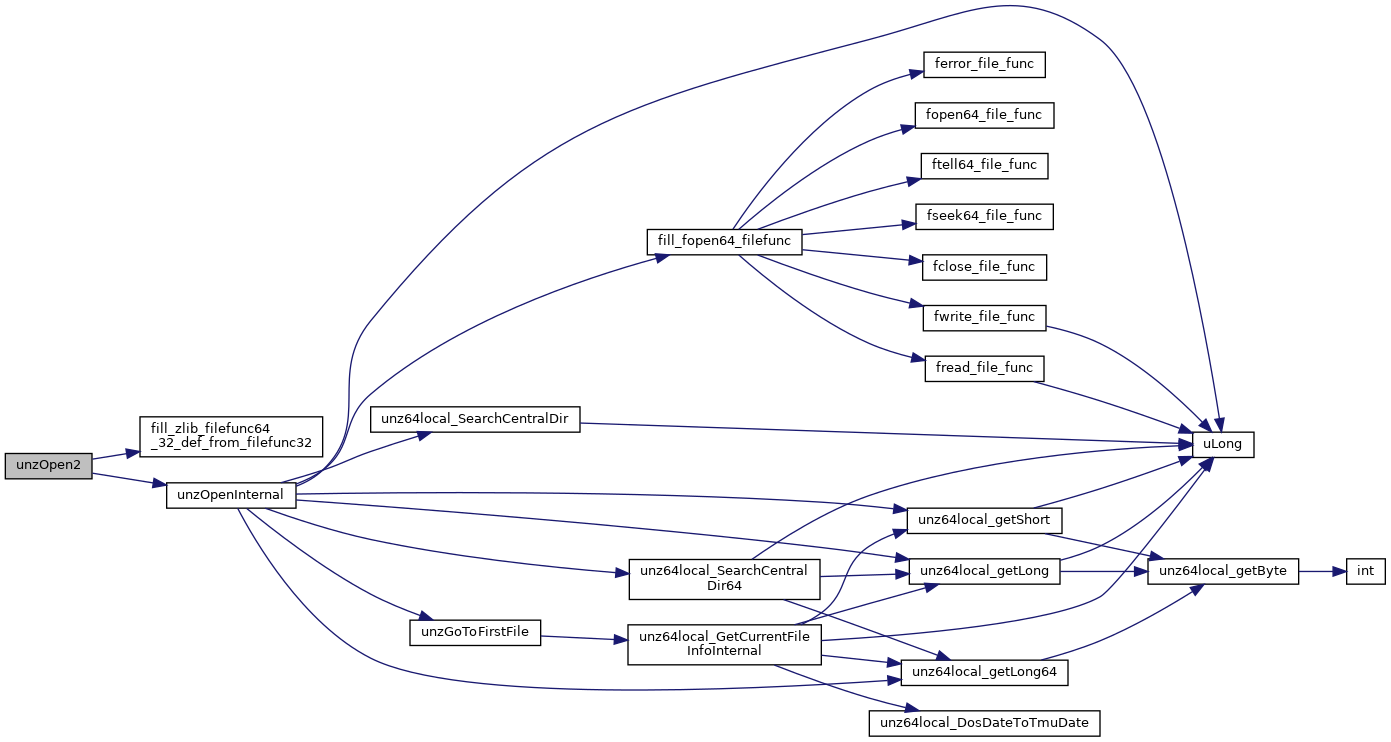 unzOpen2
fill_zlib_filefunc64
_32_def_from_filefunc32
unzOpenInternal
unz64local_SearchCentralDir
unzGoToFirstFile
fill_fopen64_filefunc
unz64local_SearchCentral
Dir64
unz64local_GetCurrentFile
InfoInternal
ferror_file_func
fopen64_file_func
ftell64_file_func
fseek64_file_func
fclose_file_func
fwrite_file_func
fread_file_func
unz64local_getShort
unz64local_getLong
unz64local_getLong64
unz64local_DosDateToTmuDate
uLong
unz64local_getByte
int